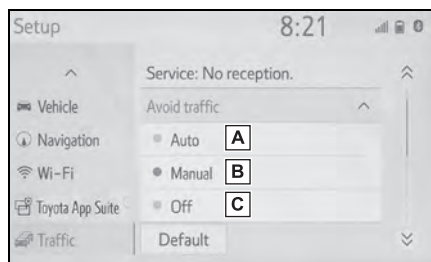 Setup 8:21
Service: No reception.
Vehicle
Avoid traffic
Navigation
Auto A
Wi-Fi
Manual B
Toyota App Suite
Off C
Traffic
Default